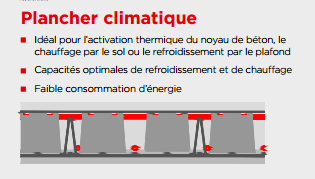 Plancher climatique
Idéal pour l'activation thermique du noyau de béton, le
chauffage par le sol ou le refroidissement par le plafond
Capacités optimales de refroidissement et de chauffage
Faible consommation d'énergie